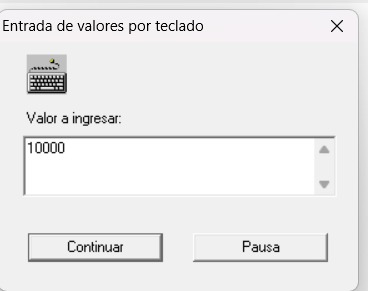 Entrada de valores por teclado
Valor a ingresar:
10000
Continuar
Pausa